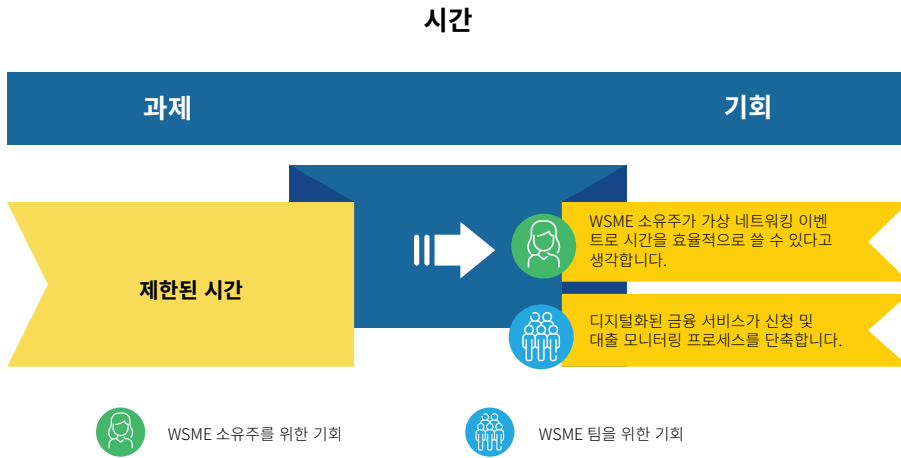 시간
과제
기회
제한된 시간
WSME 소유주가 가상 네트워킹 이벤
트로 시간을 효율적으로 쓸 수 있다고
생각합니다.
디지털화된 금융 서비스가 신청 및
대출 모니터링 프로세스를 단축합니다.
WSME 소유주를 위한 기회
WSME 팀을 위한 기회